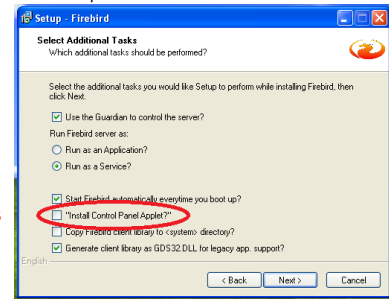 Setup - Firebird
Select Additional Tasks
Which additional tasks should be performed?
Select the additional tasks you would like Setup to perform while installing Firebird, then
click Next.
Use the Guardian to control the server?
Run Firebird server as:
Run as an Application?
Run as a Service?
Start Firebird automatically everytime you boot up?
"Install Control Panel Applet?"
Copy Firebird client library to <system> directory?
Generate client library as GDS32.DLL for legacy app. support?
English
< Back
Next >
Cancel